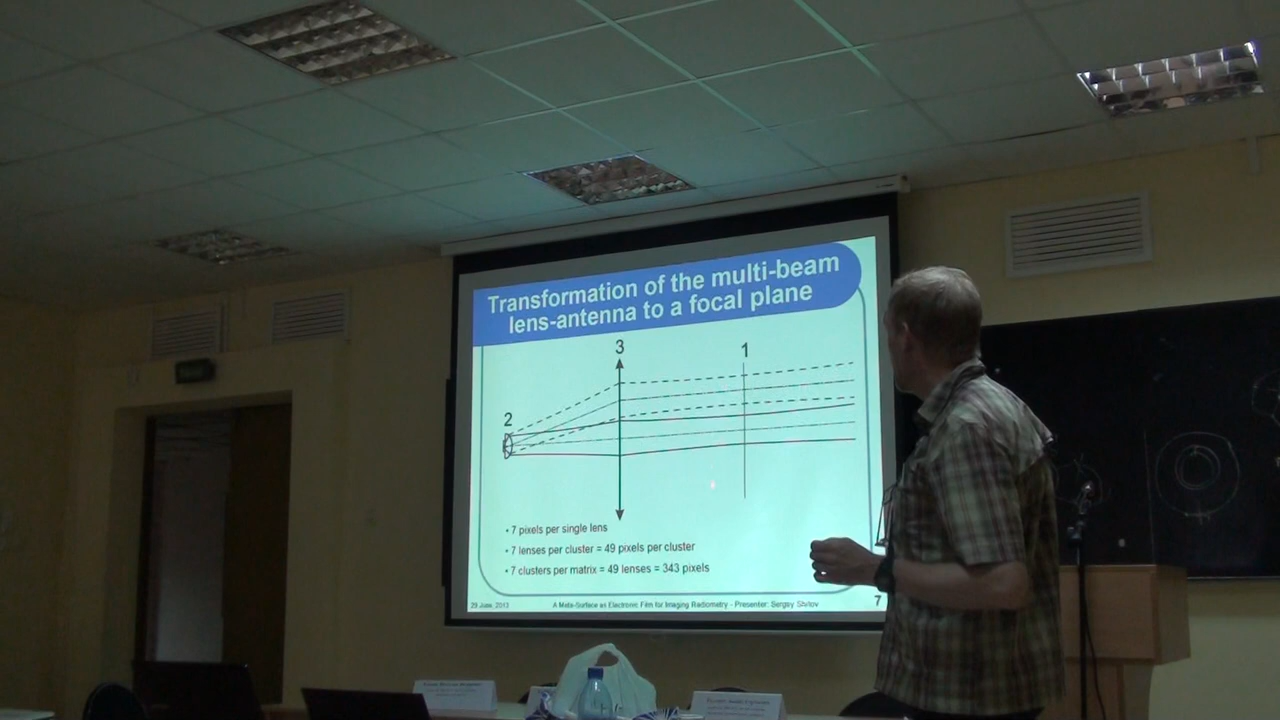 Transformation of the multi-beam
lens-antenna to a focal plane
3
1
2
• 7 pixels per single lens
• 7 lenses per cluster = 49 pixels per cluster
• 7 clusters per matrix = 49 lenses = 343 pixels
29 June, 2013
A Meta-Surface as Electronic Film for Imaging Radiometry - Presenter: Sergey Shitov
7